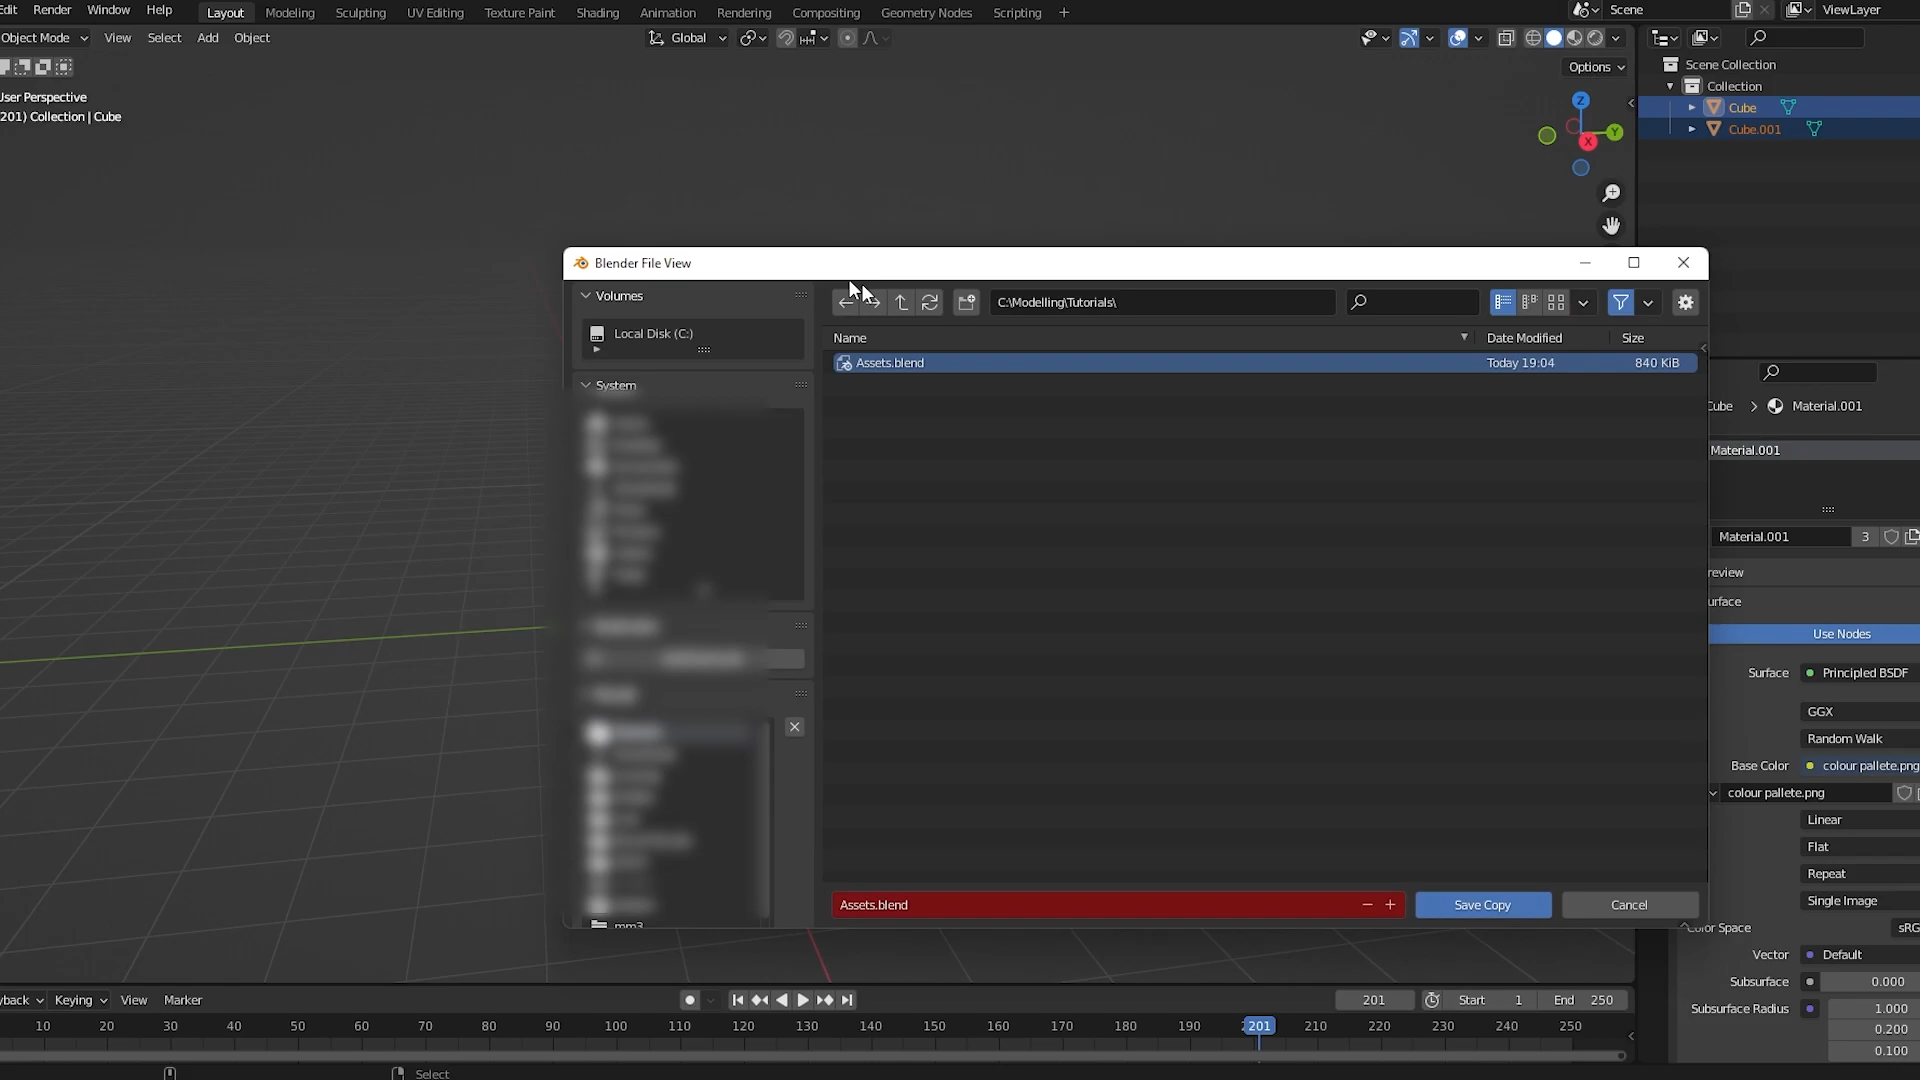 Edit Render Window Help Layout Modeling Sculpting UV Editing Texture Paint Shading Animation Rendering Compositing Geometry Nodes Scripting + Scene ViewLayer
Object Mode View Select Add Object Global
Options
Scene Collection
Collection
Cube
Cube.001
User Perspective
201) Collection | Cube
Z
Y
X
Blender File View
Volumes
Local Disk (C:)
System
C:\Modelling\Tutorials\
Name Date Modified Size
Assets.blend Today 19:04 840 KiB
mm3
Assets.blend
Save Copy Cancel
Cube > Material.001
Material.001
Material.001 3
review
urface
Use Nodes
Surface Principled BSDF
GGX
Random Walk
Base Color colour pallete.png
colour pallete.png
Linear
Flat
Repeat
Single Image
Color Space sRG
Vector Default
Subsurface 0.000
Subsurface Radius 1.000
0.200
0.100
yback Keying View Marker 201 Start 1 End 250
10 20 30 40 50 60 70 80 90 100 110 120 130 140 150 160 170 180 190 201 210 220 230 240 250
Select